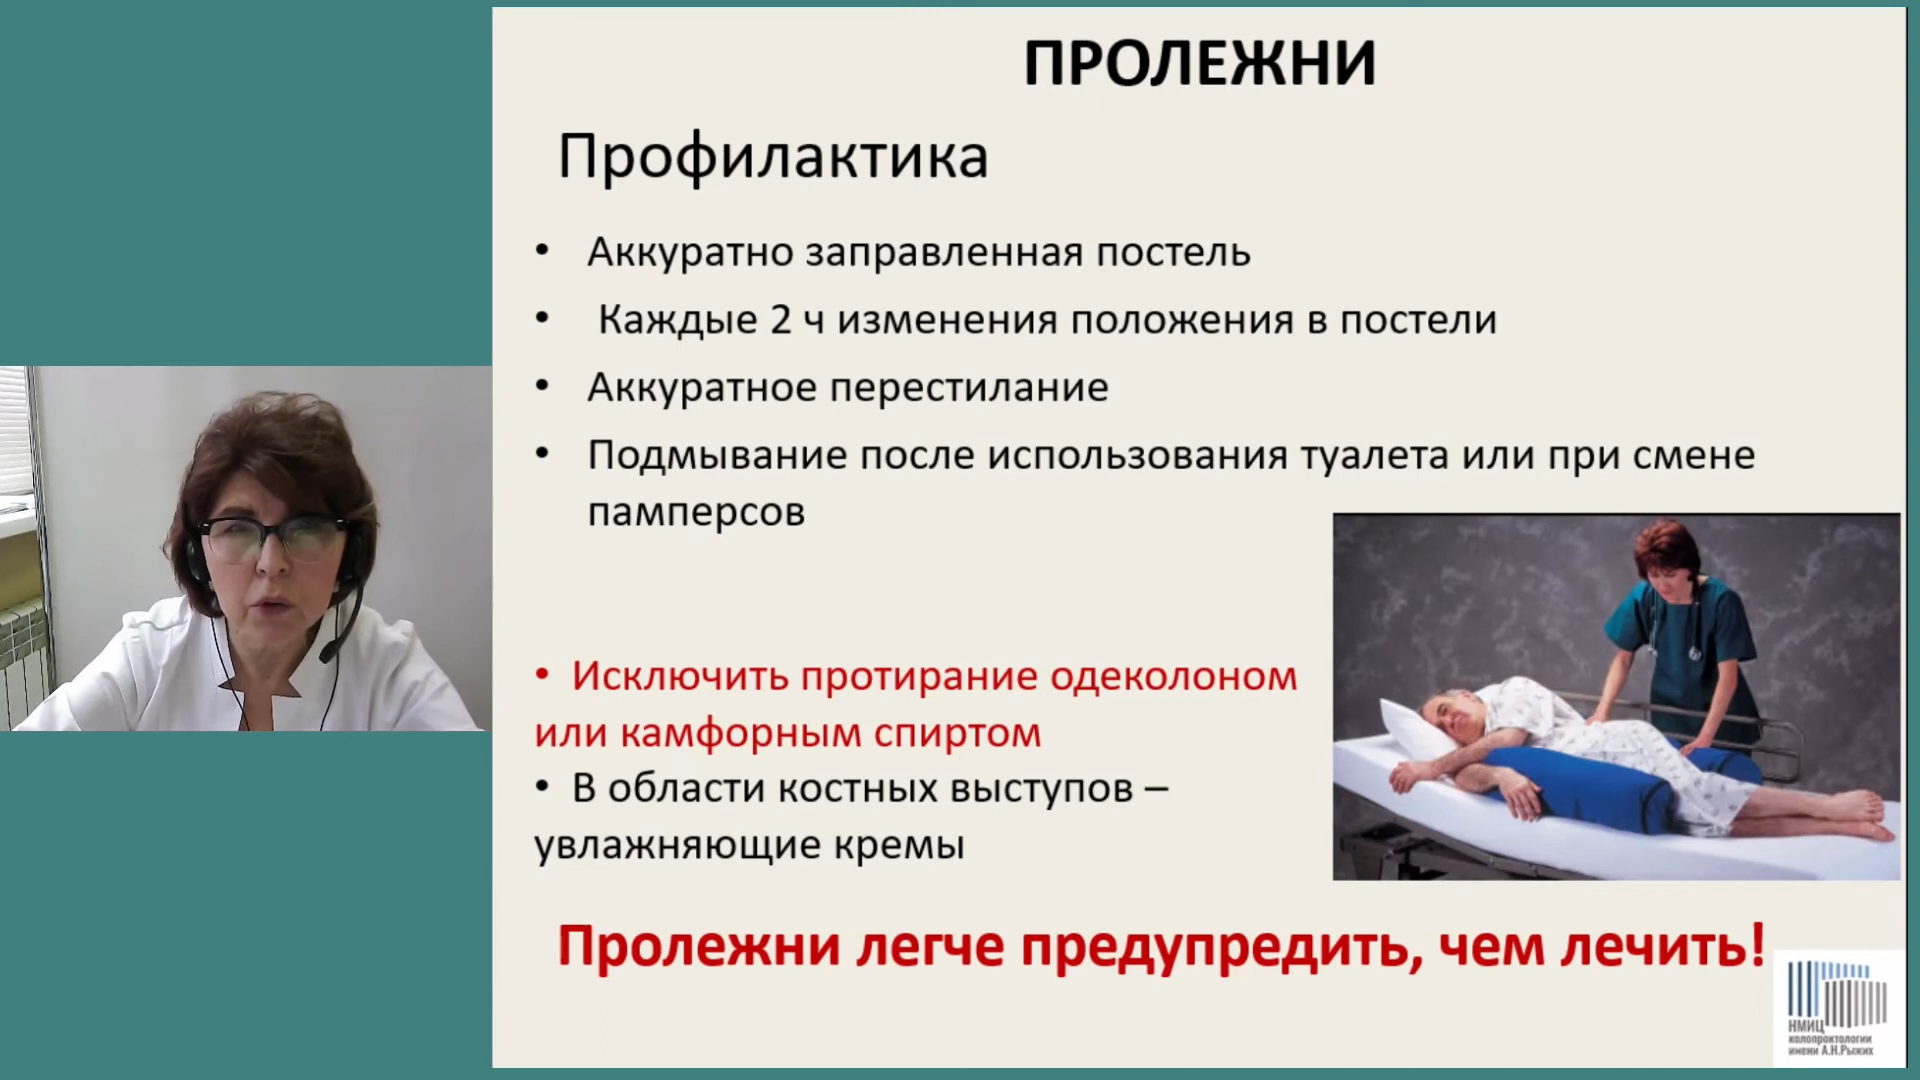 ПРОЛЕЖНИ
Профилактика
• Аккуратно заправленная постель
• Каждые 2 ч изменения положения в постели
• Аккуратное перестилание
• Подмывание после использования туалета или при смене
памперсов
• Исключить протирание одеколоном
или камфорным спиртом
• В области костных выступов –
увлажняющие кремы
Пролежни легче предупредить, чем лечить!
НМИЦ
колопроктологии
имени А.Н.Рыжих